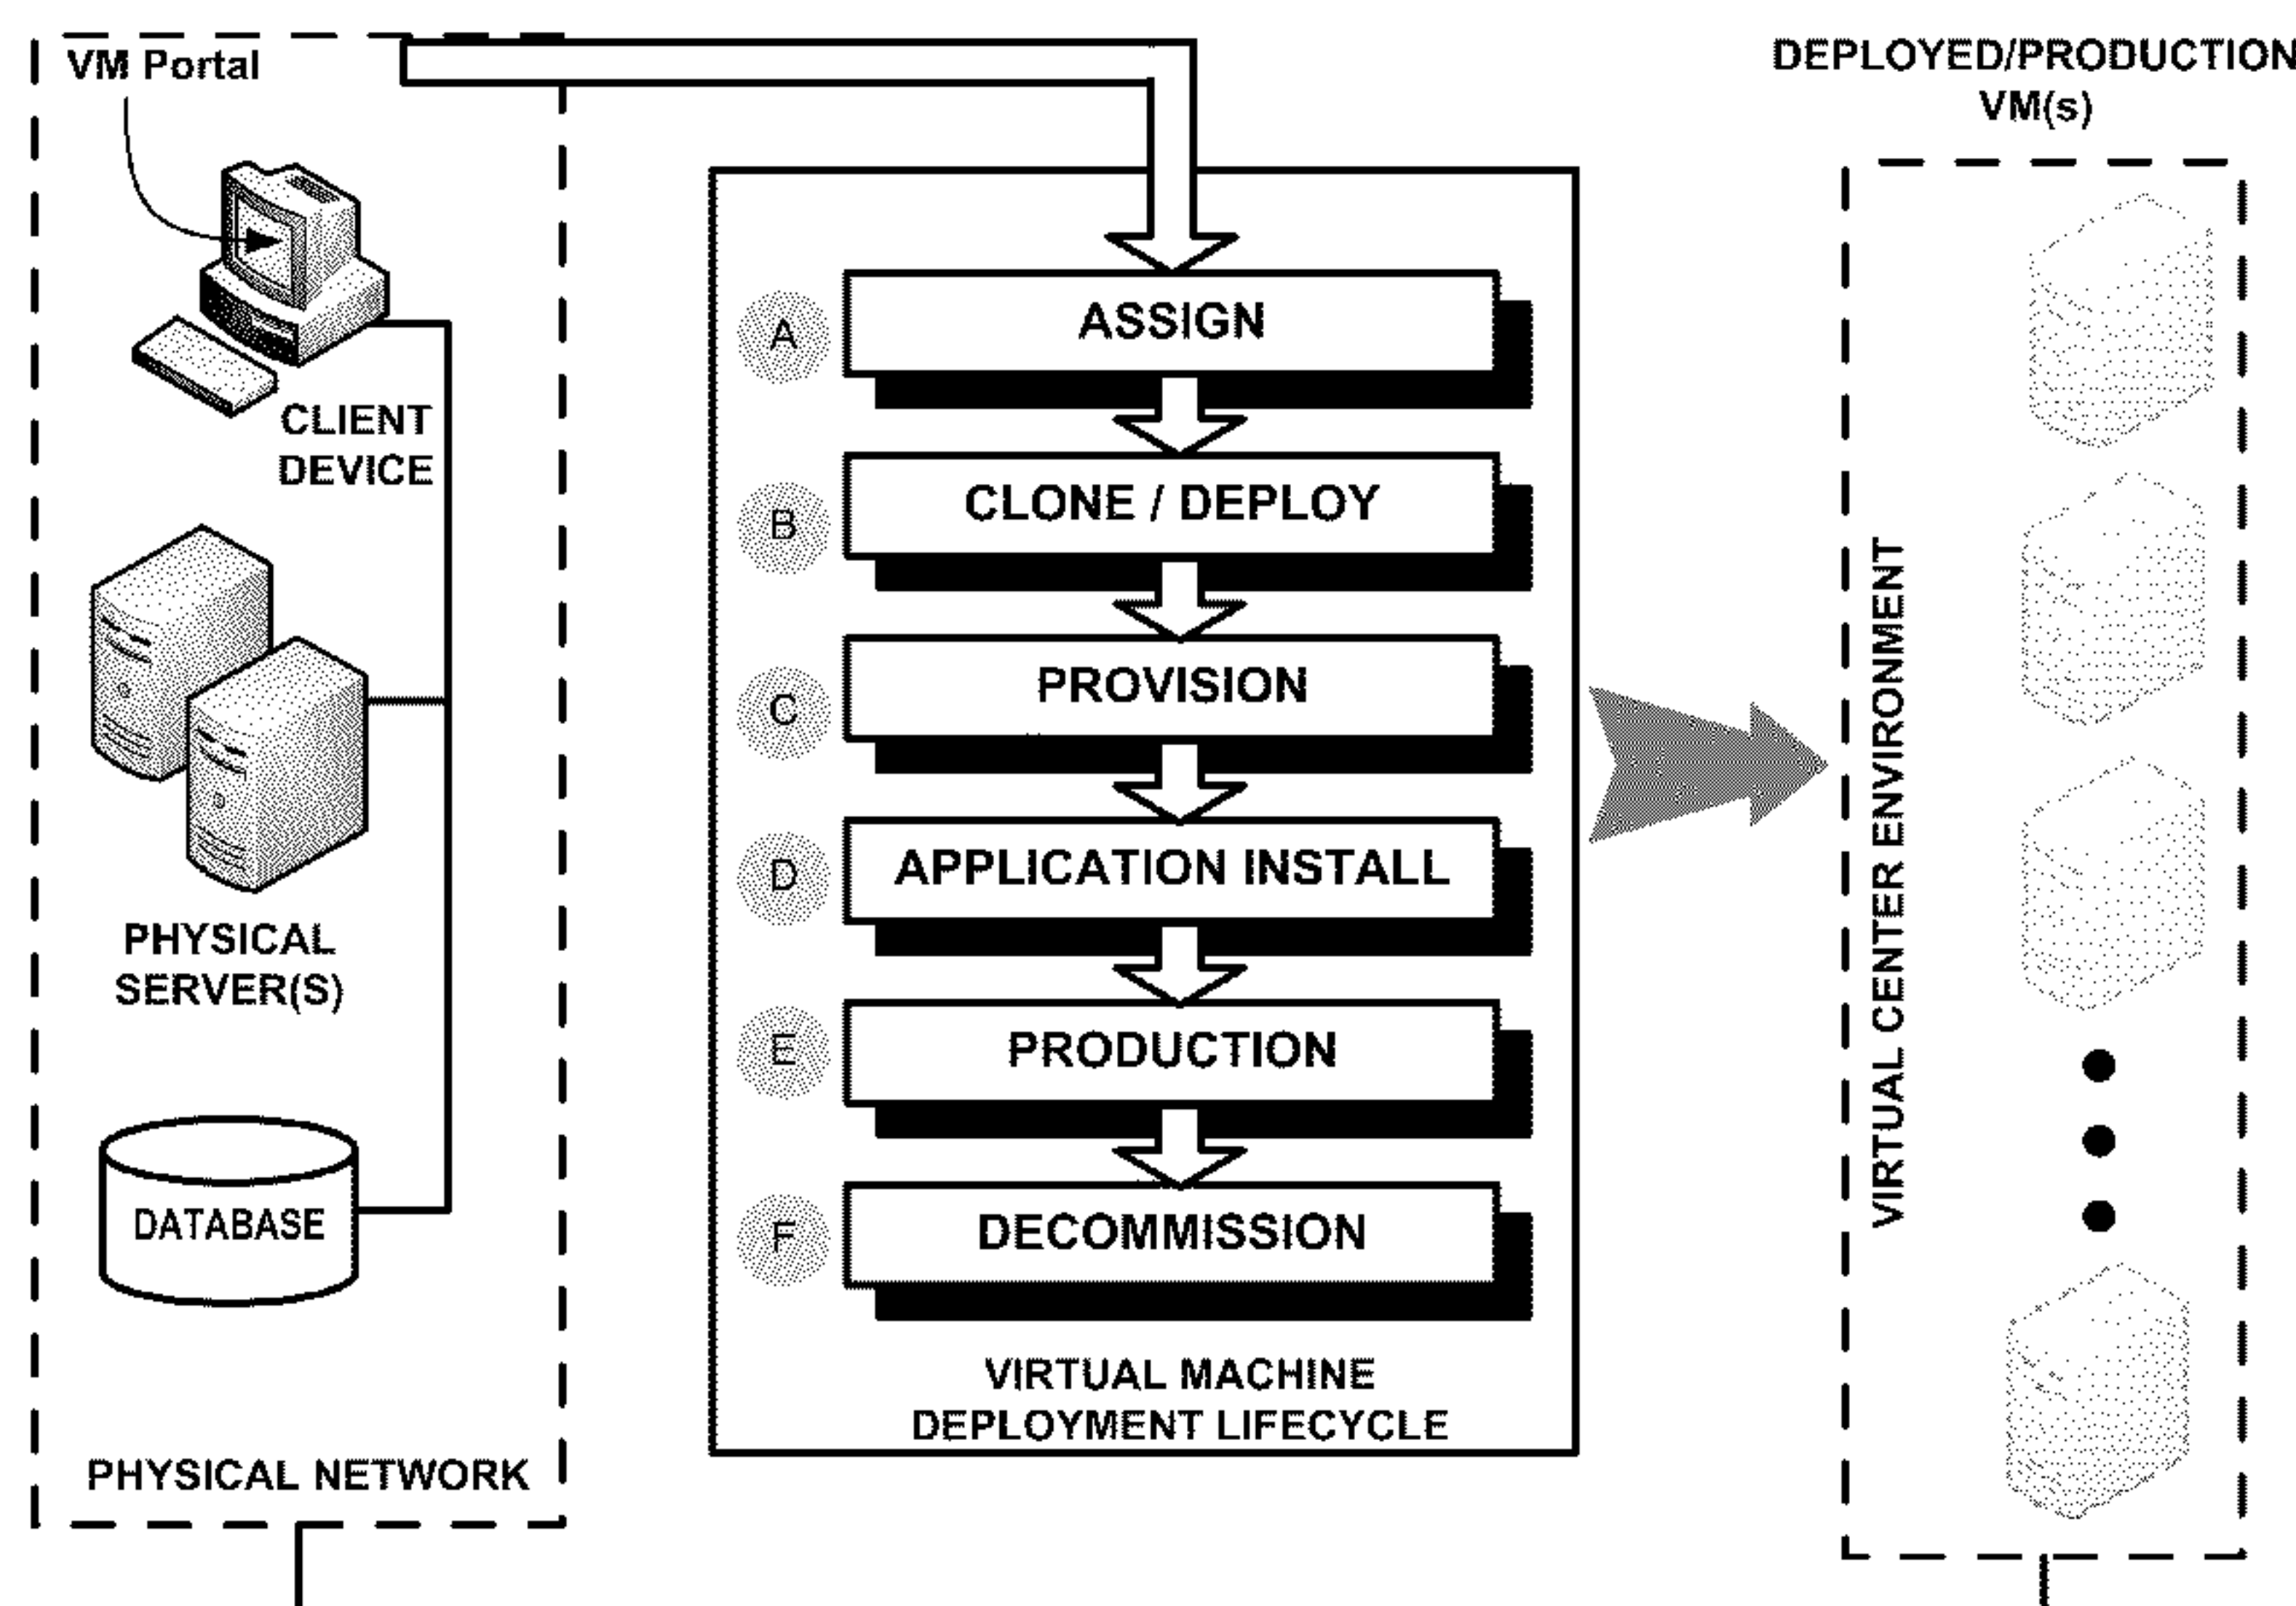 VM Portal
CLIENT
DEVICE
PHYSICAL
SERVER(S)
DATABASE
PHYSICAL NETWORK
A
ASSIGN
B
CLONE / DEPLOY
C
PROVISION
D
APPLICATION INSTALL
E
PRODUCTION
F
DECOMMISSION
VIRTUAL MACHINE
DEPLOYMENT LIFECYCLE
DEPLOYED/PRODUCTION
VM(s)
VIRTUAL CENTER ENVIRONMENT